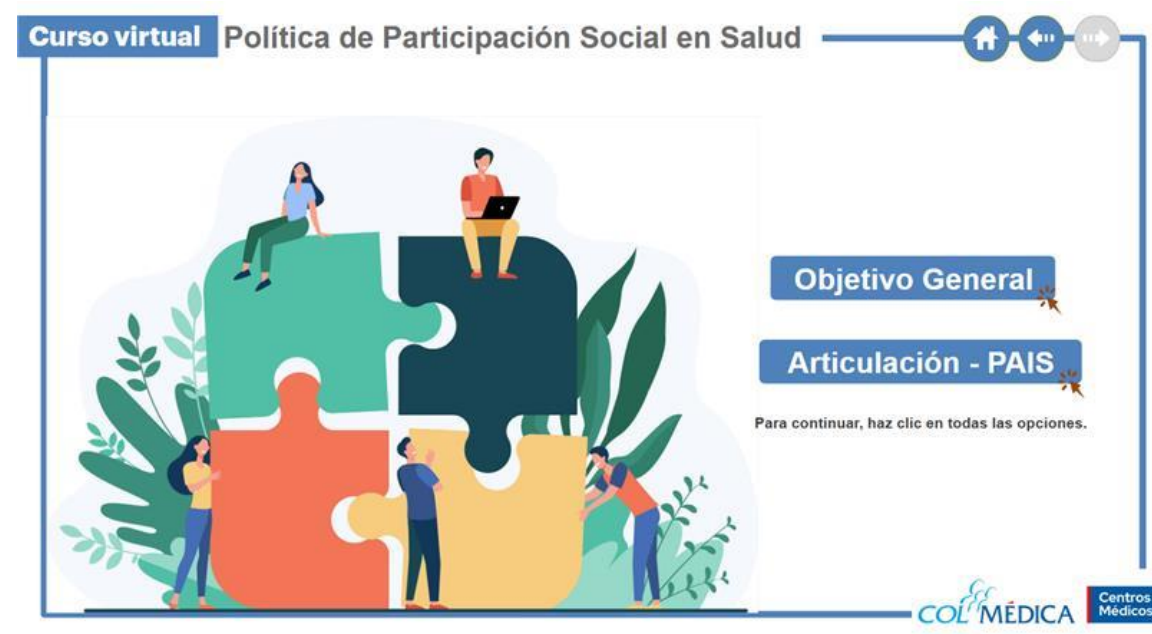 Curso virtual Política de Participación Social en Salud
Objetivo General
Articulación - PAIS
Para continuar, haz clic en todas las opciones.
COLMÉDICA
Centros
Médicos